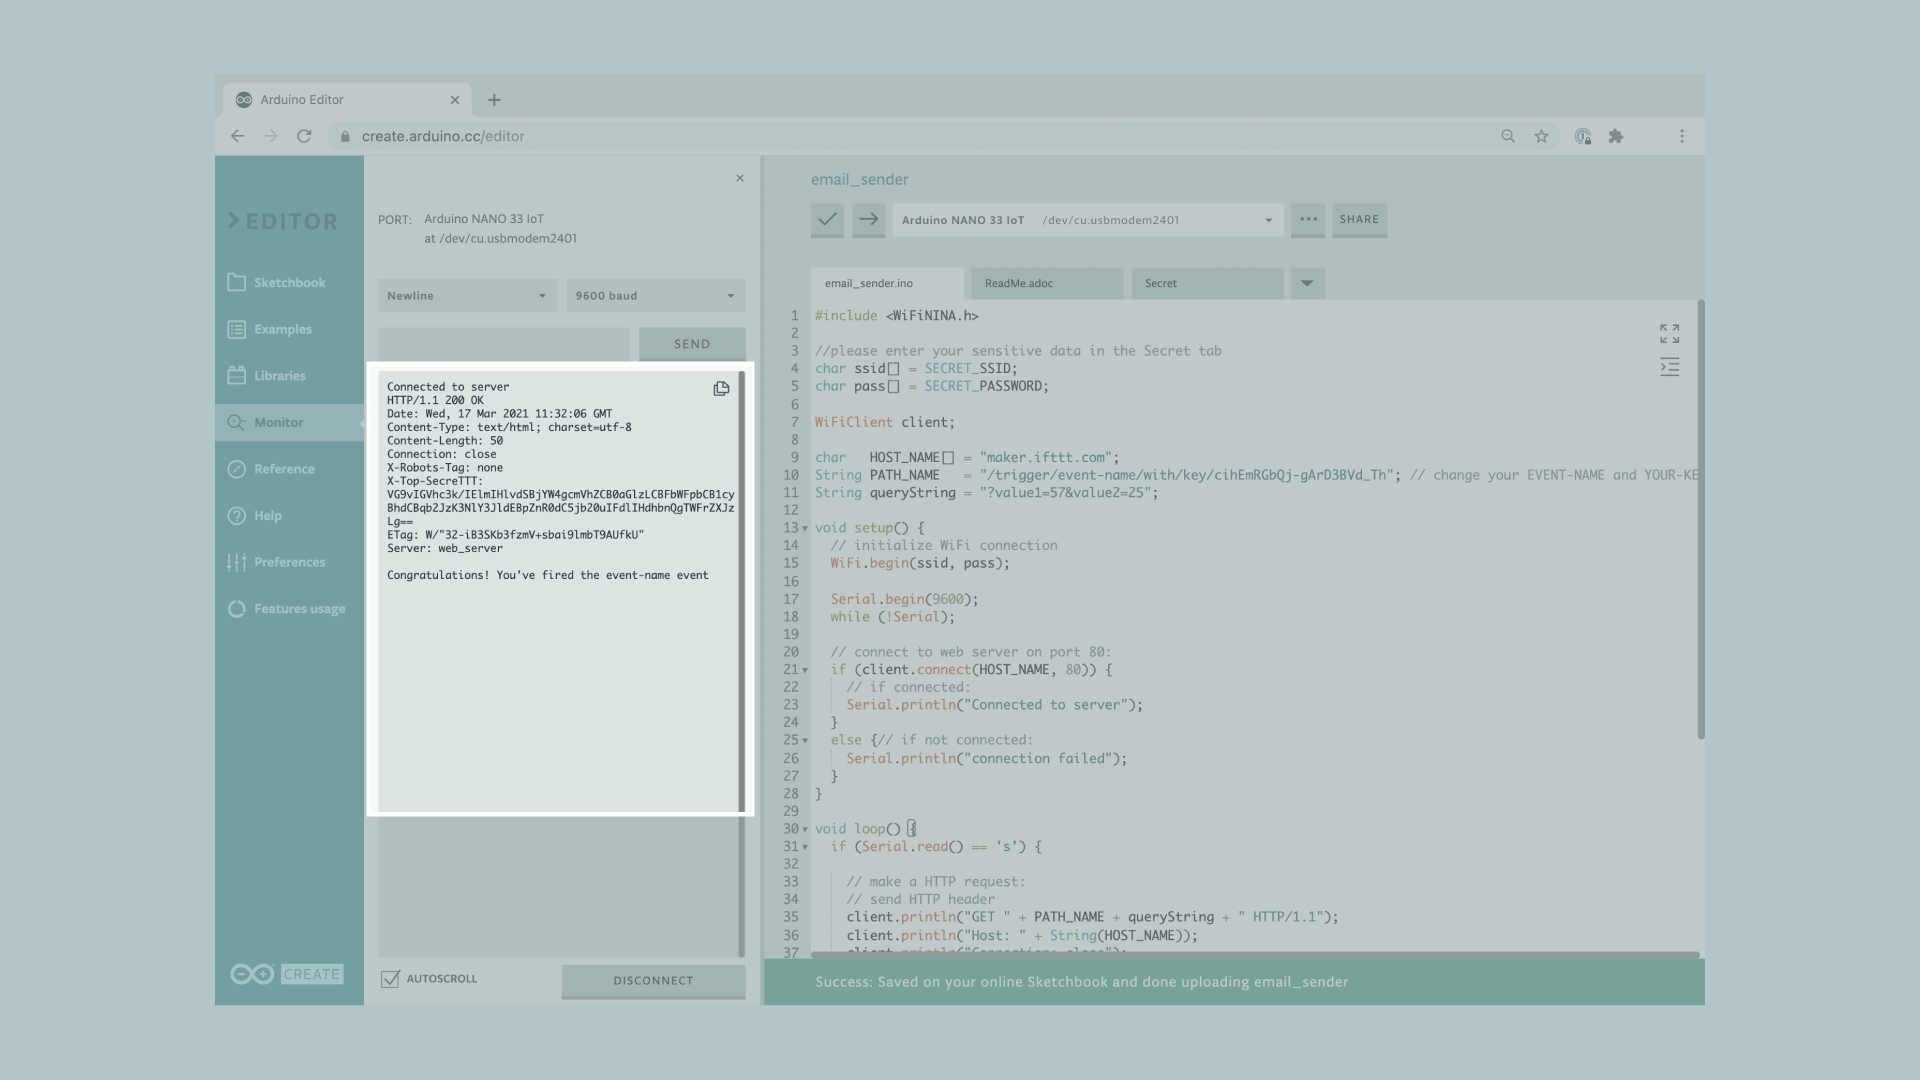 Arduino Editor
create.arduino.cc/editor
EDITOR
Sketchbook
Examples
Libraries
Monitor
Reference
Help
Preferences
Features usage
CREATE
PORT: Arduino NANO 33 IoT
at /dev/cu.usbmodem2401
Newline
9600 baud
SEND
Connected to server
HTTP/1.1 200 OK
Date: Wed, 17 Mar 2021 11:32:06 GMT
Content-Type: text/html; charset=utf-8
Content-Length: 50
Connection: close
X-Robots-Tag: none
X-Top-SecreTTT:
VG9vIGVhc3k/IElmIHlvdSBjYW4gcmVhZCB0aGlzLCBFbWFpbCB1cy
BhdCBqb2JzK3NlY3JldEBpZnR0dC5jb20uIFdlIHdhbnQgTWFrZXJz
Lg==
ETag: W/"32-iB3SKb3fzmV+sbai9lmbT9AUfkU"
Server: web_server
Congratulations! You've fired the event-name event
AUTOSCROLL
DISCONNECT
email_sender
Arduino NANO 33 IoT /dev/cu.usbmodem2401
SHARE
email_sender.ino
ReadMe.adoc
Secret
1 #include <WiFiNINA.h>
2
3 //please enter your sensitive data in the Secret tab
4 char ssid[] = SECRET_SSID;
5 char pass[] = SECRET_PASSWORD;
6
7 WiFiClient client;
8
9 char HOST_NAME[] = "maker.ifttt.com";
10 String PATH_NAME = "/trigger/event-name/with/key/cihEmRGbQj-gArD3BVd_Th"; // change your EVENT-NAME and YOUR-KE
11 String queryString = "?value1=57&value2=25";
12
13 void setup() {
14 // initialize WiFi connection
15 WiFi.begin(ssid, pass);
16
17 Serial.begin(9600);
18 while (!Serial);
19
20 // connect to web server on port 80:
21 if (client.connect(HOST_NAME, 80)) {
22 // if connected:
23 Serial.println("Connected to server");
24 }
25 else {// if not connected:
26 Serial.println("connection failed");
27 }
28 }
29
30 void loop() {
31 if (Serial.read() == 's') {
32
33 // make a HTTP request:
34 // send HTTP header
35 client.println("GET " + PATH_NAME + queryString + " HTTP/1.1");
36 client.println("Host: " + String(HOST_NAME));
37 client.println("Connection: close");
Success: Saved on your online Sketchbook and done uploading email_sender